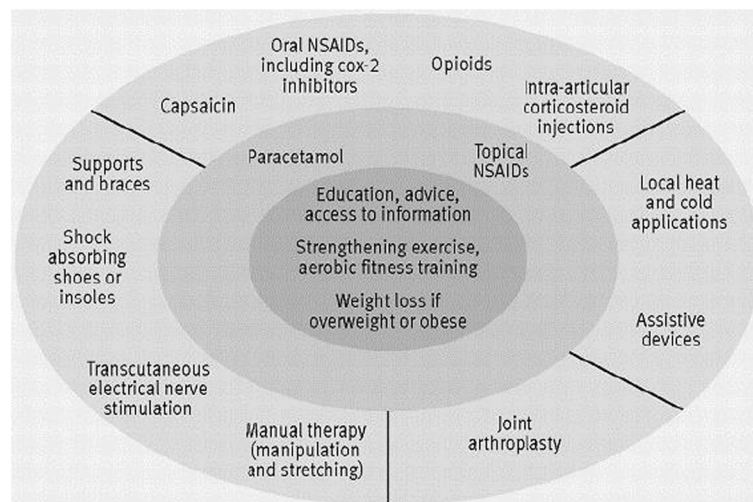 Oral NSAIDs,
including cox-2
inhibitors
Opioids
Capsaicin
Intra-articular
corticosteroid
injections
Paracetamol
Topical
NSAIDs
Supports
and braces
Education, advice,
access to information
Local heat
and cold
applications
Shock
absorbing
shoes or
insoles
Strengthening exercise,
aerobic fitness training
Weight loss if
overweight or obese
Assistive
devices
Transcutaneous
electrical nerve
stimulation
Manual therapy
(manipulation
and stretching)
Joint
arthroplasty